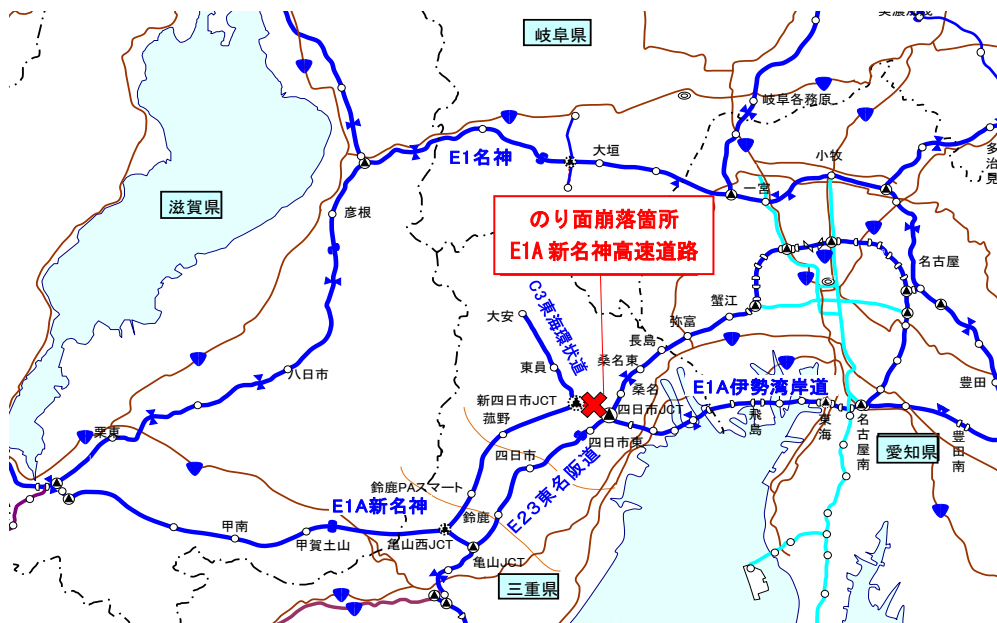 岐阜県
岐阜各務原
小牧
多治見
E1名神
大垣
一宮
滋賀県
彦根
のり面崩落箇所
E1A 新名神高速道路
名古屋
C3東海環状道
蟹江
大安
弥富
長島
桑名東
東員
八日市
桑名
E1A伊勢湾岸道
豊田
新四日市JCT
四日市JCT
菰野
飛島
東海
名古屋南
栗東
四日市東
四日市
愛知県
豊田南
E23東名阪道
鈴鹿PAスマート
E1A新名神
鈴鹿
甲南
甲賀土山
亀山西JCT
亀山JCT
三重県